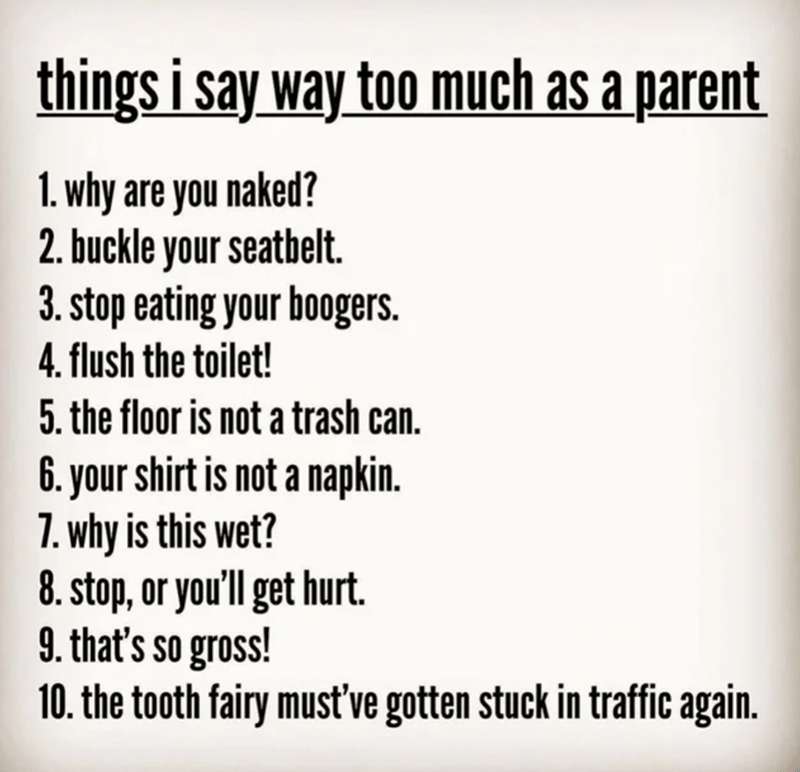 things i say way too much as a parent
1. why are you naked?
2. buckle your seatbelt.
3. stop eating your boogers.
4. flush the toilet!
5. the floor is not a trash can.
6. your shirt is not a napkin.
7. why is this wet?
8. stop, or you'll get hurt.
9. that's so gross!
10. the tooth fairy must've gotten stuck in traffic again.